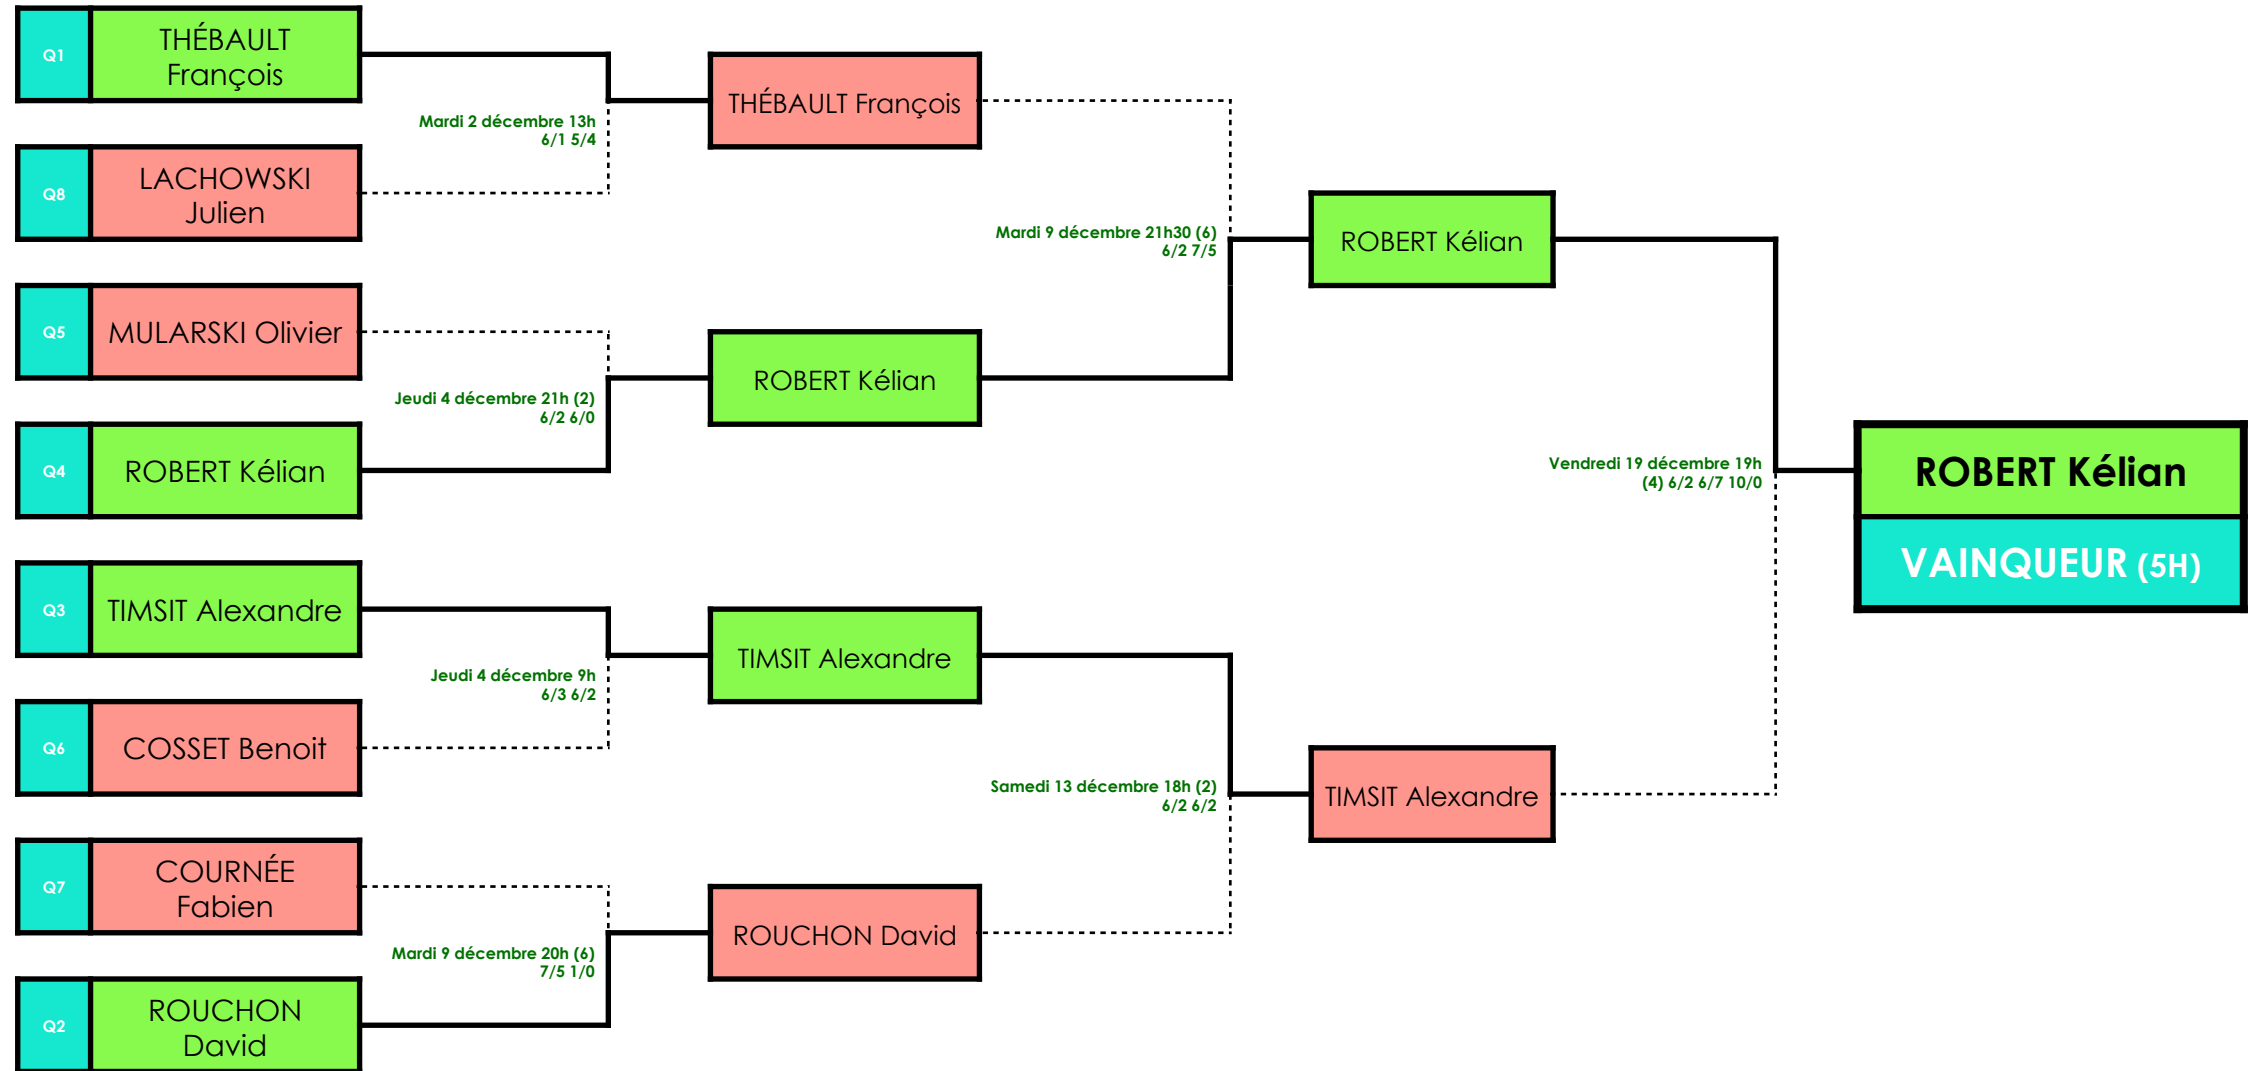 Q1
THÉBAULT
François
Mardi 2 décembre 13h
6/1 5/4
Q8
LACHOWSKI
Julien
Q5
MULARSKI Olivier
Jeudi 4 décembre 21h (2)
6/2 6/0
Q4
ROBERT Kélian
Q3
TIMSIT Alexandre
Jeudi 4 décembre 9h
6/3 6/2
Q6
COSSET Benoit
Q7
COURNÉE
Fabien
Mardi 9 décembre 20h (6)
7/5 1/0
Q2
ROUCHON
David
THÉBAULT François
Mardi 9 décembre 21h30 (6)
6/2 7/5
ROBERT Kélian
TIMSIT Alexandre
Samedi 13 décembre 18h (2)
6/2 6/2
ROUCHON David
ROBERT Kélian
Vendredi 19 décembre 19h
(4) 6/2 6/7 10/0
TIMSIT Alexandre
ROBERT Kélian
VAINQUEUR (5H)